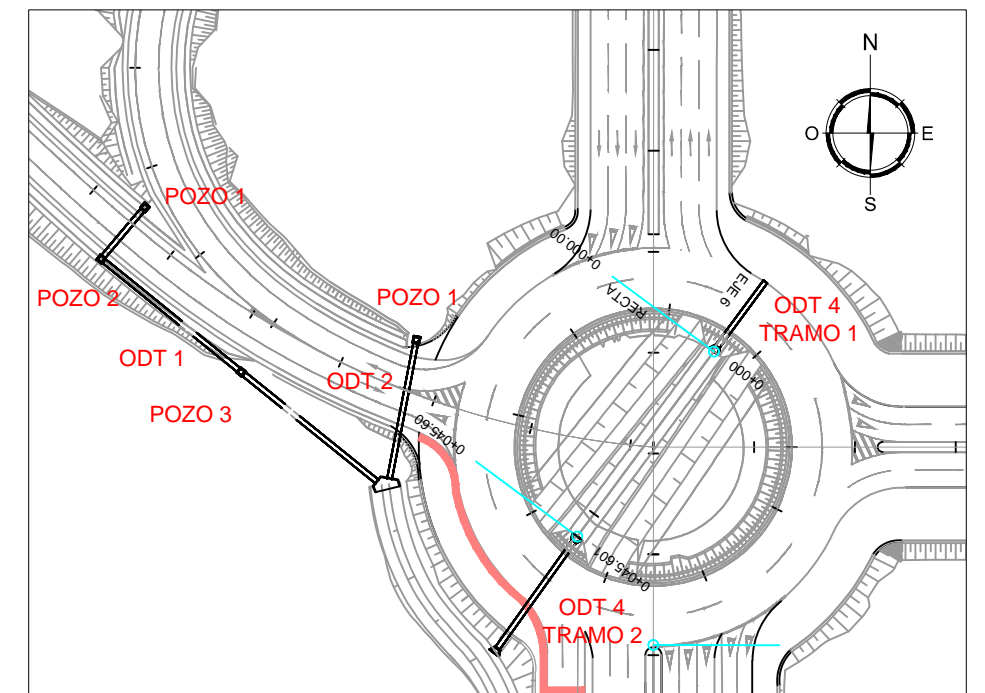 N
O
E
S
POZO 1
POZO 2
POZO 1
ODT 1
ODT 2
POZO 3
0+000.00
RECTA
EJE 6
ODT 4
TRAMO 1
0+000
0+045.60
0+045.601
ODT 4
TRAMO 2